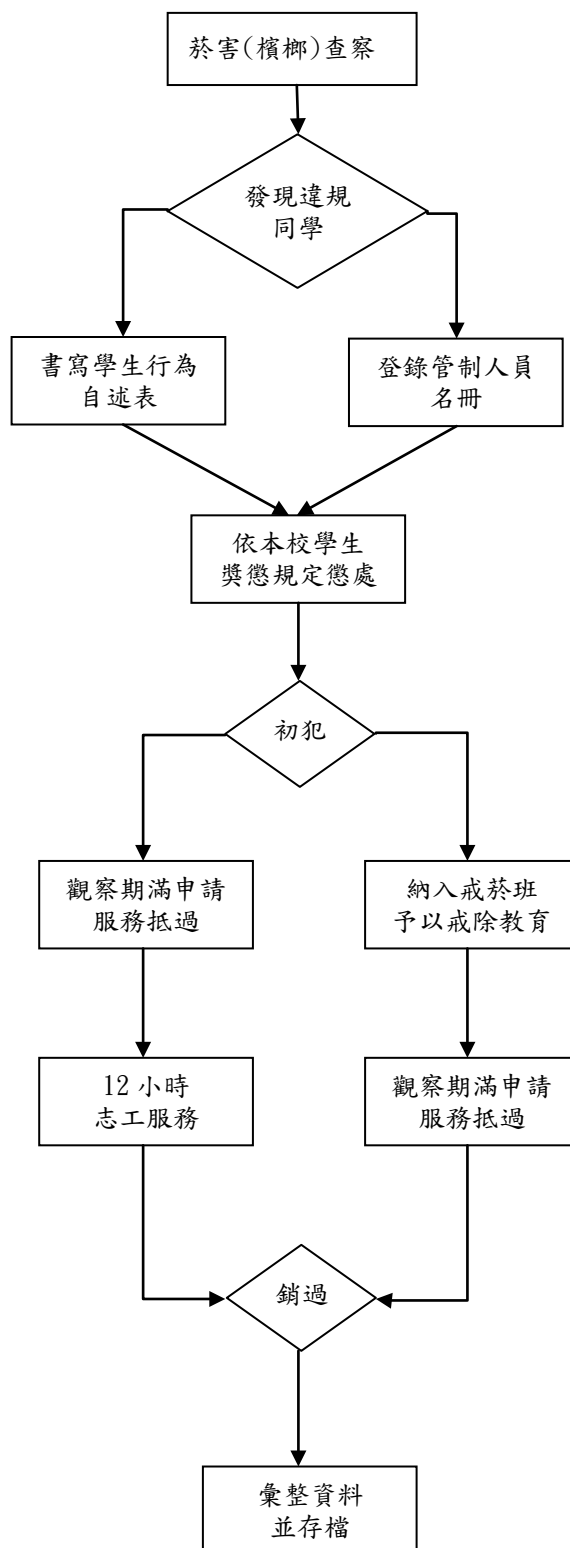 菸害(檳榔)查察
發現違規
同學
書寫學生行為
自述表
登錄管制人員
名冊
依本校學生
獎懲規定懲處
初犯
觀察期滿申請
服務抵過
納入戒菸班
予以戒除教育
12 小時
志工服務
觀察期滿申請
服務抵過
銷過
彙整資料
並存檔